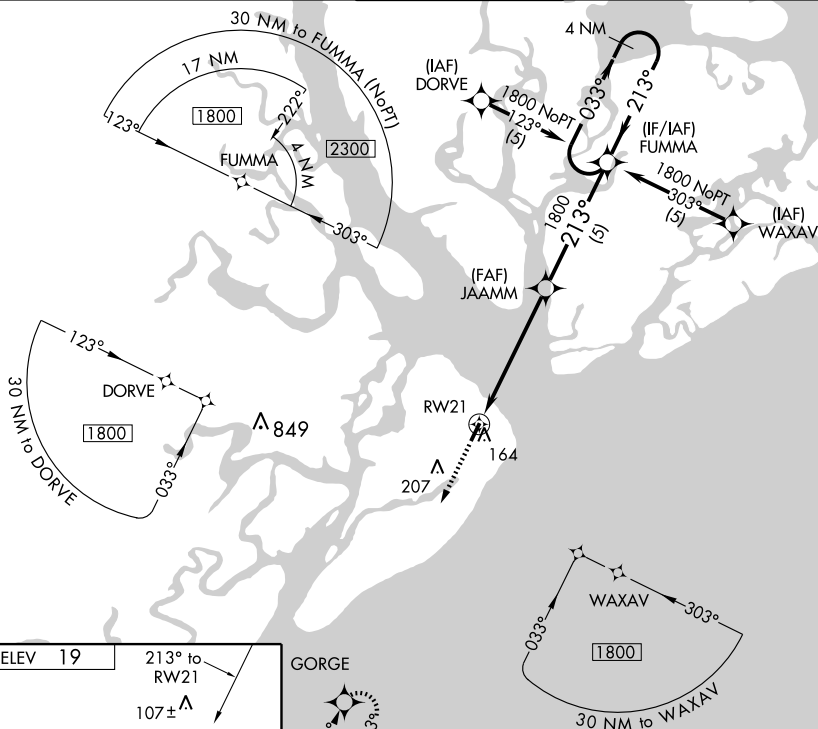 30 NM to FUMMA (NoPT)
17 NM
1800
222°
123°
FUMMA
4 NM
2300
303°
4 NM
(IAF)
DORVE
1800 NoPT
123°
(5)
033°
213°
(IF/IAF)
FUMMA
1800 NoPT
303°
(5)
(IAF)
WAXAV
1800
213°
(5)
(FAF)
JAAMM
123°
DORVE
30 NM to DORVE
1800
033°
849
RW21
164
207
WAXAV
033°
303°
1800
30 NM to WAXAV
ELEV 19
213° to
RW21
107±
GORGE